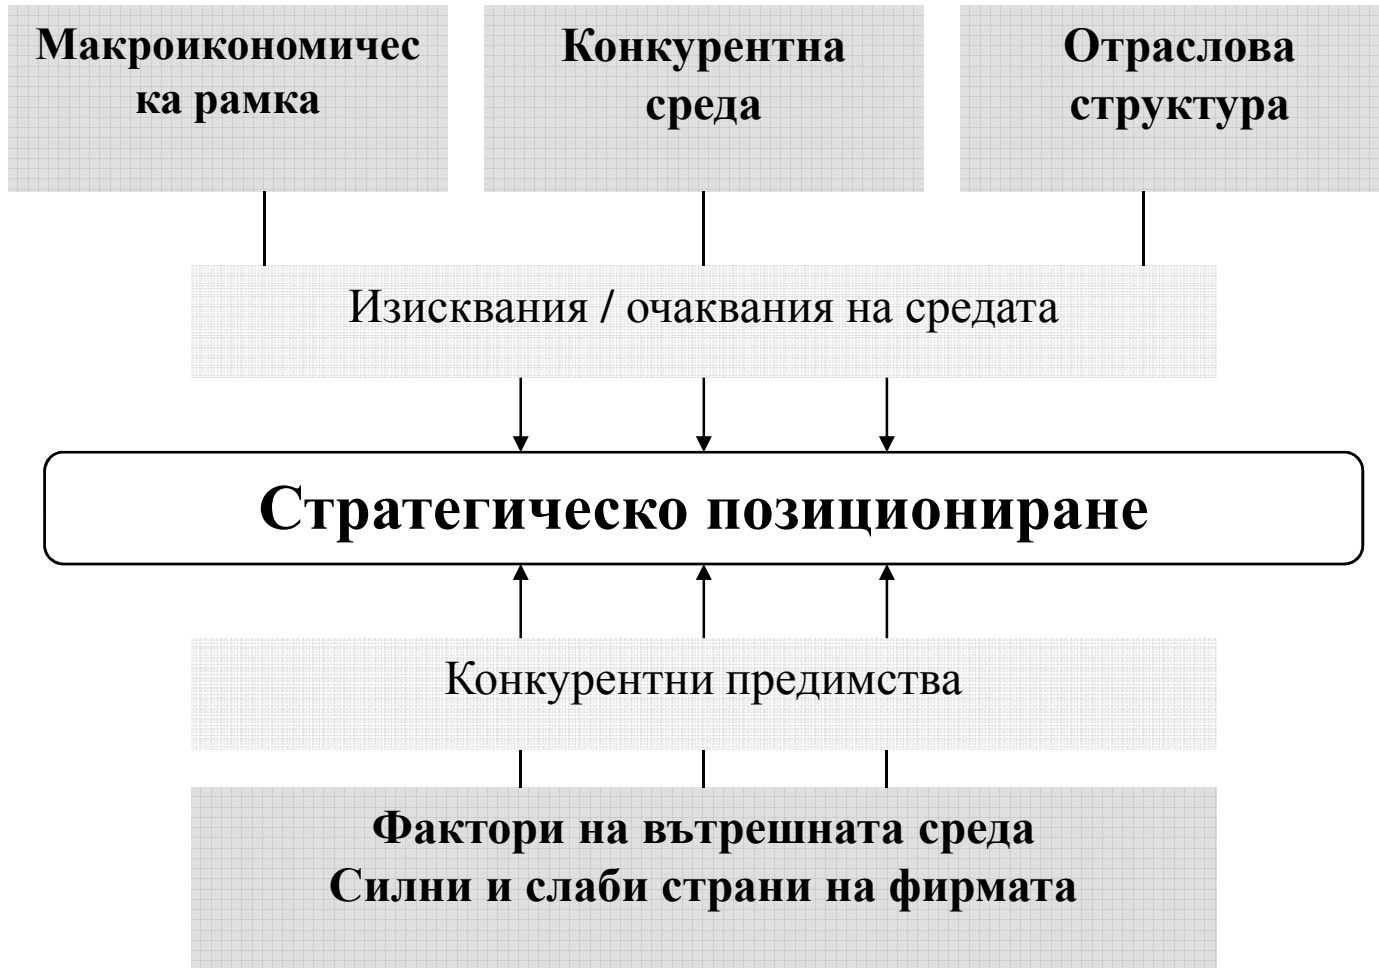 Макроикономичес
ка рамка
Конкурентна
среда
Отраслова
структура
Изисквания / очаквания на средата
Стратегическо позициониране
Конкурентни предимства
Фактори на вътрешната среда
Силни и слаби страни на фирмата